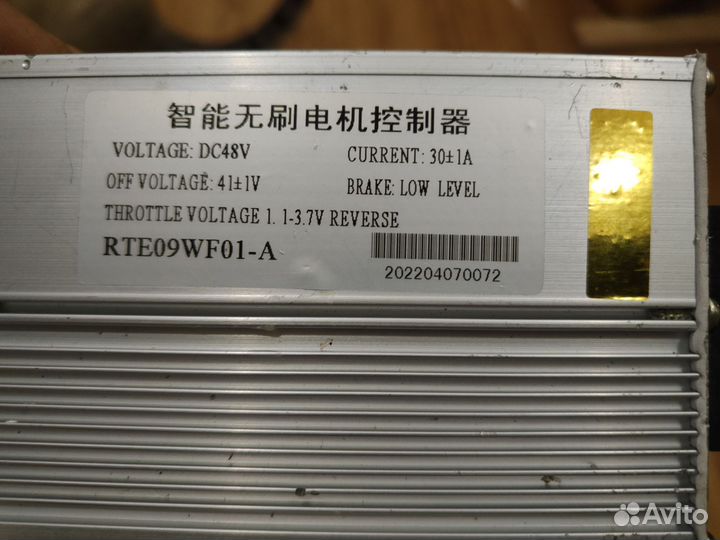 智能无刷电机控制器
VOLTAGE: DC48V CURRENT: 30±1A
OFF VOLTAGE: 41±1V BRAKE: LOW LEVEL
THROTTLE VOLTAGE 1. 1-3.7V REVERSE
RTE09WF01-A
202204070072
Avito